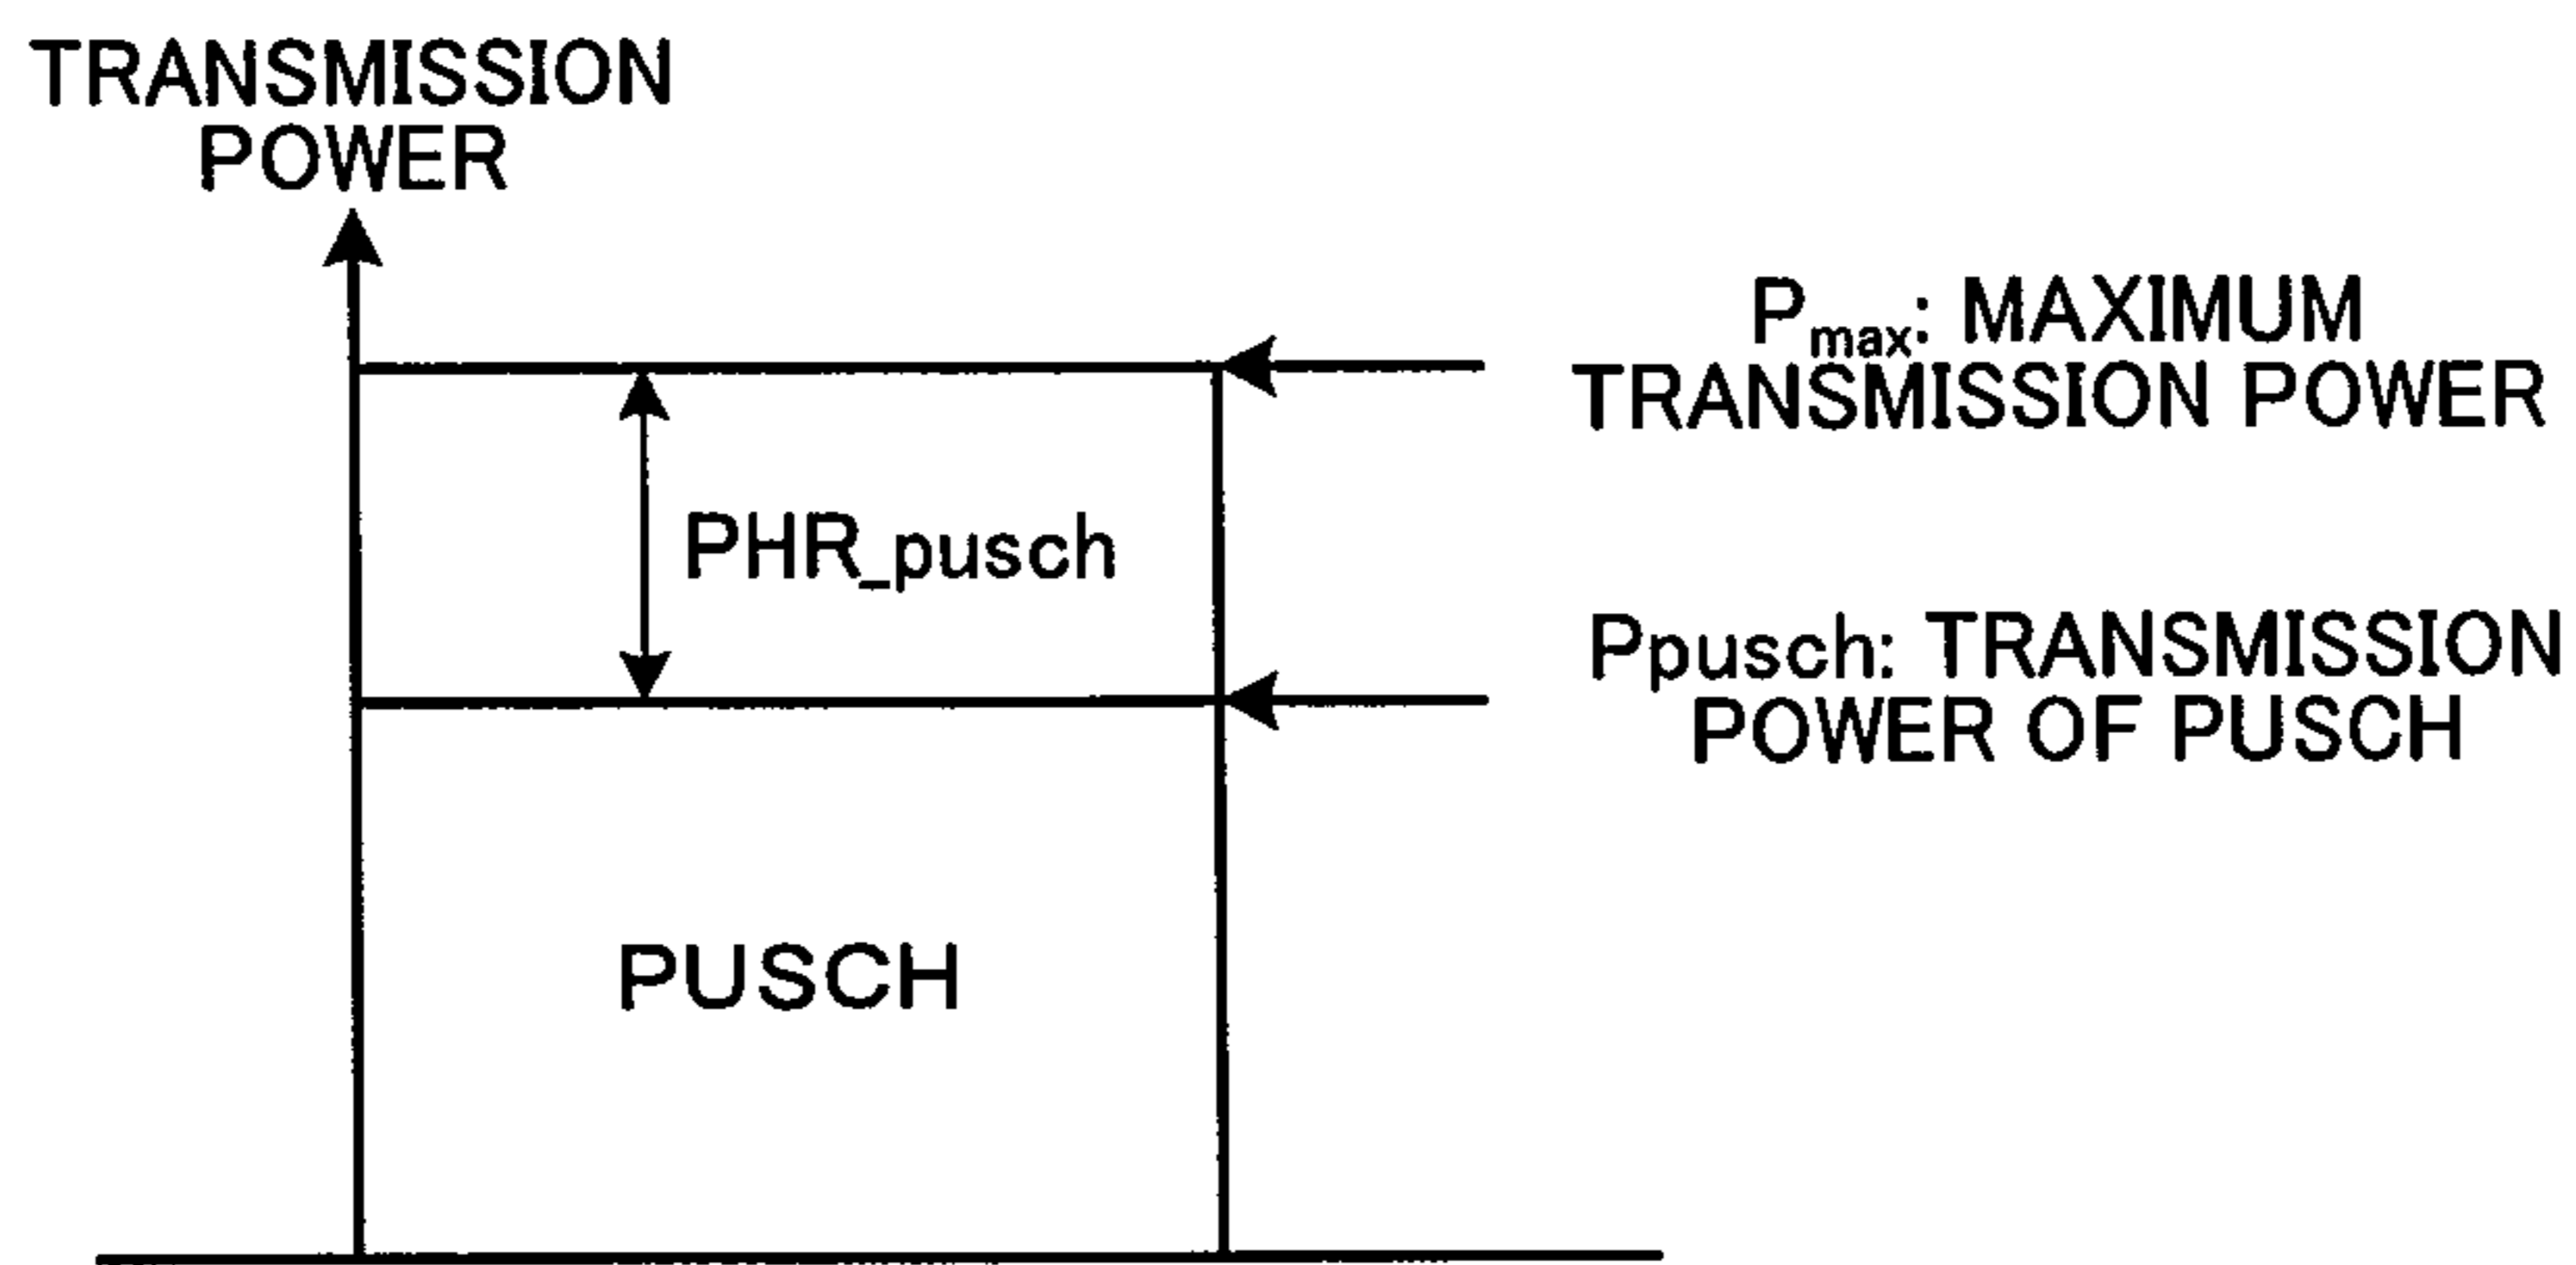 TRANSMISSION
POWER
Pmax: MAXIMUM
TRANSMISSION POWER
PHR_pusch
Ppusch: TRANSMISSION
POWER OF PUSCH
PUSCH